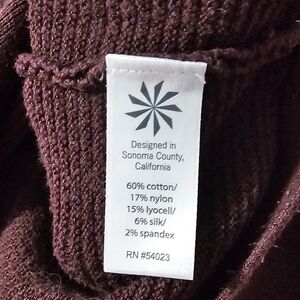 Designed in
Sonoma County,
California
60% cotton/
17% nylon
15% lyocell/
6% silk/
2% spandex
RN #54023